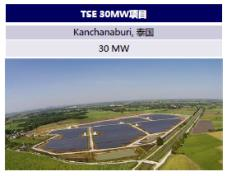 TSE 30MW项目
Kanchanaburi, 泰国
30 MW